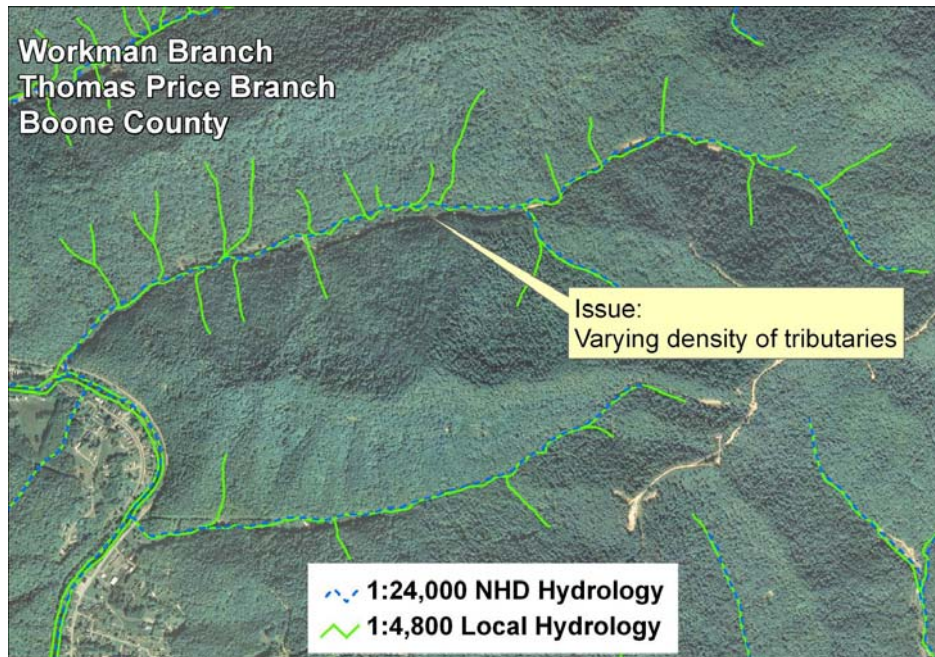 Workman Branch
Thomas Price Branch
Boone County
Issue:
Varying density of tributaries
1:24,000 NHD Hydrology
1:4,800 Local Hydrology